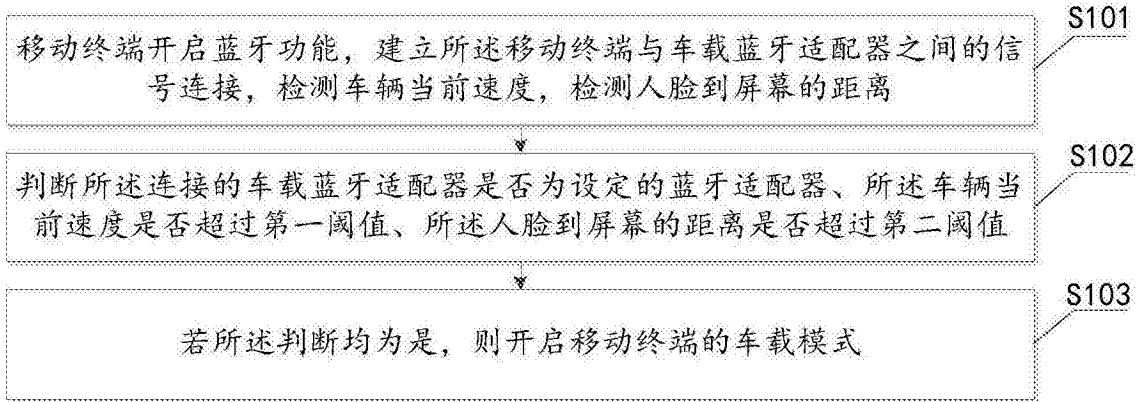 S101
移动终端开启蓝牙功能，建立所述移动终端与车载蓝牙适配器之间的信
号连接，检测车辆当前速度，检测人脸到屏幕的距离
S102
判断所述连接的车载蓝牙适配器是否为设定的蓝牙适配器、所述车辆当
前速度是否超过第一阈值、所述人脸到屏幕的距离是否超过第二阈值
S103
若所述判断均为是，则开启移动终端的车载模式